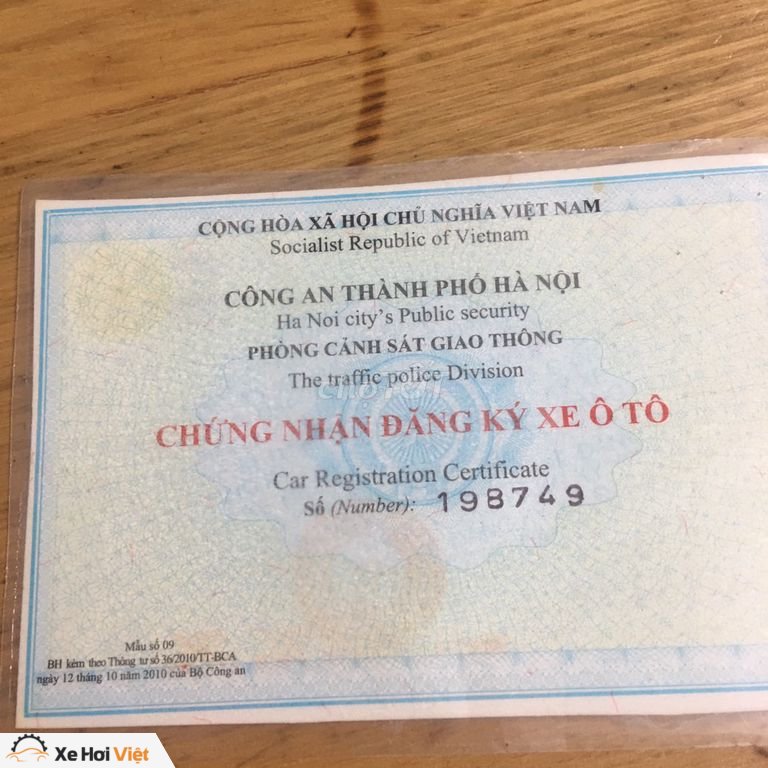 CỘNG HÒA XÃ HỘI CHỦ NGHĨA VIỆT NAM
Socialist Republic of Vietnam
CÔNG AN THÀNH PHỐ HÀ NỘI
Ha Noi city's Public security
PHÒNG CẢNH SÁT GIAO THÔNG
The traffic police Division
CHỨNG NHẬN ĐĂNG KÝ XE Ô TÔ
Car Registration Certificate
Số (Number): 198749
Mẫu số 09
BH kèm theo Thông tư số 36/2010/TT-BCA
ngày 12 tháng 10 năm 2010 của Bộ Công an
Xe Hơi Việt